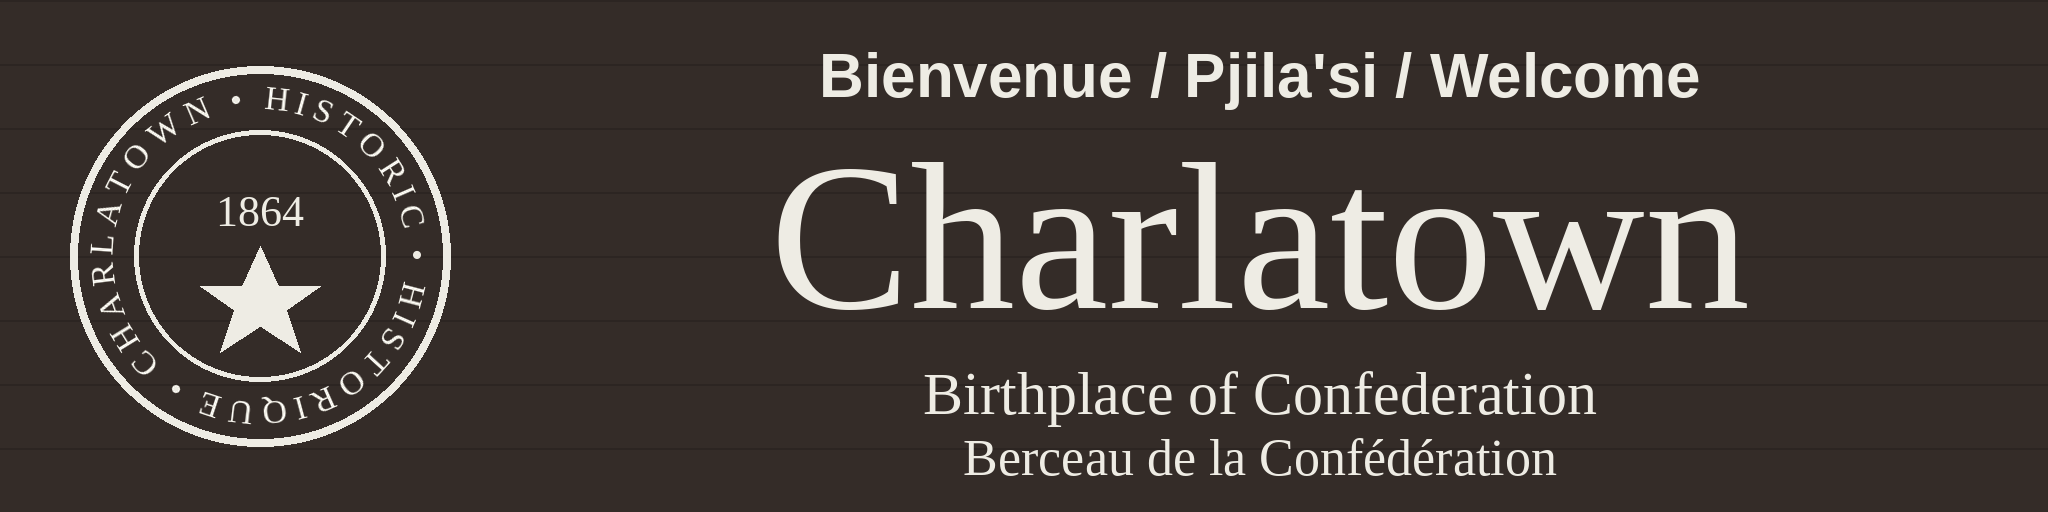 Bienvenue / Pjila'si / Welcome
Charlatown
Birthplace of Confederation
Berceau de la Confédération
HISTORIC • HISTORIQUE • CHARLATOWN •
1864